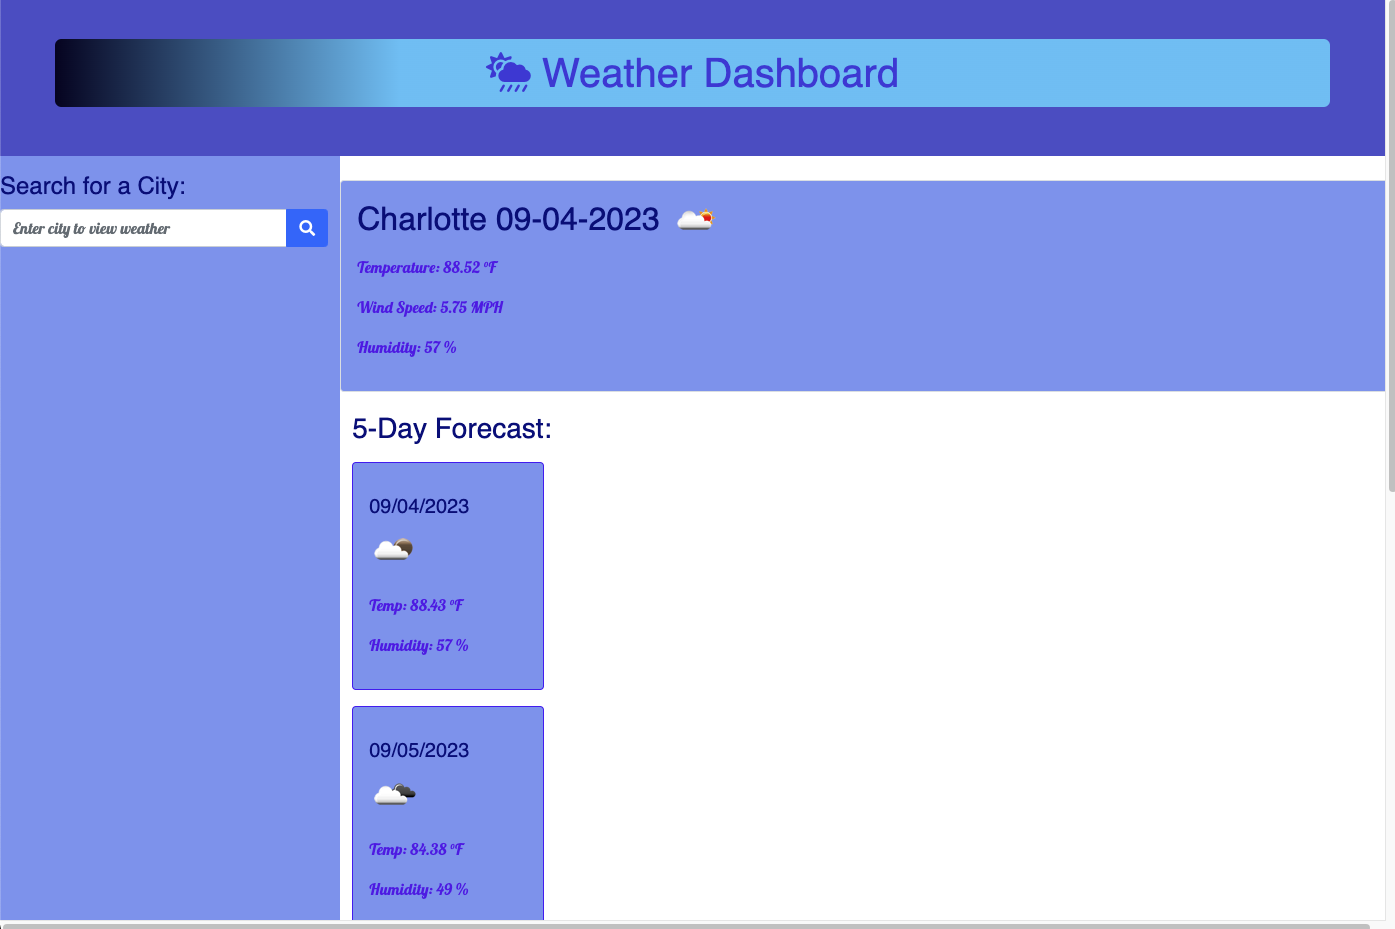 Weather Dashboard
Search for a City:
Enter city to view weather
Charlotte 09-04-2023
Temperature: 88.52 °F
Wind Speed: 5.75 MPH
Humidity: 57 %
5-Day Forecast:
09/04/2023
Temp: 88.43 °F
Humidity: 57 %
09/05/2023
Temp: 84.38 °F
Humidity: 49 %